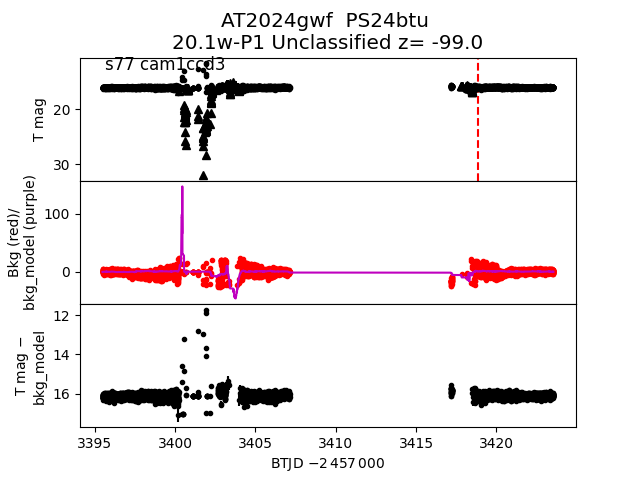 AT2024gwf  PS24btu
20.1w-P1 Unclassified z= -99.0
s77 cam1ccd3
T mag
20
30
Bkg (red)/
bkg_model (purple)
100
0
T mag −
bkg_model
12
14
16
3395 3400 3405 3410 3415 3420
BTJD −2 457 000